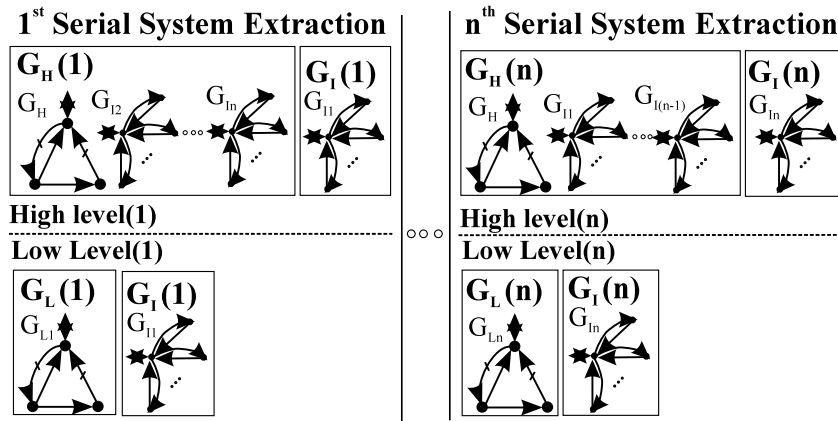 1st Serial System Extraction
GH(1)
GI(1)
GH
GI2
GIn
GI1
High level(1)
Low Level(1)
GL(1)
GI(1)
GL1
GI1
nth Serial System Extraction
GH(n)
GI(n)
GH
GI1
GI(n-1)
GIn
High level(n)
Low Level(n)
GL(n)
GI(n)
GLn
GIn